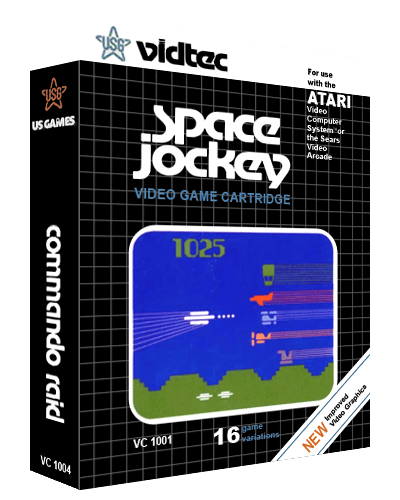 USG
vidtec
USG
US GAMES
For use
with the
ATARI
Video
Computer
System or
the Sears
Video
Arcade
space
jockey
VIDEO GAME CARTRIDGE
1025
commando raid
NEW Improved
Video Graphics
VC 1001
16 game
variations
VC 1004